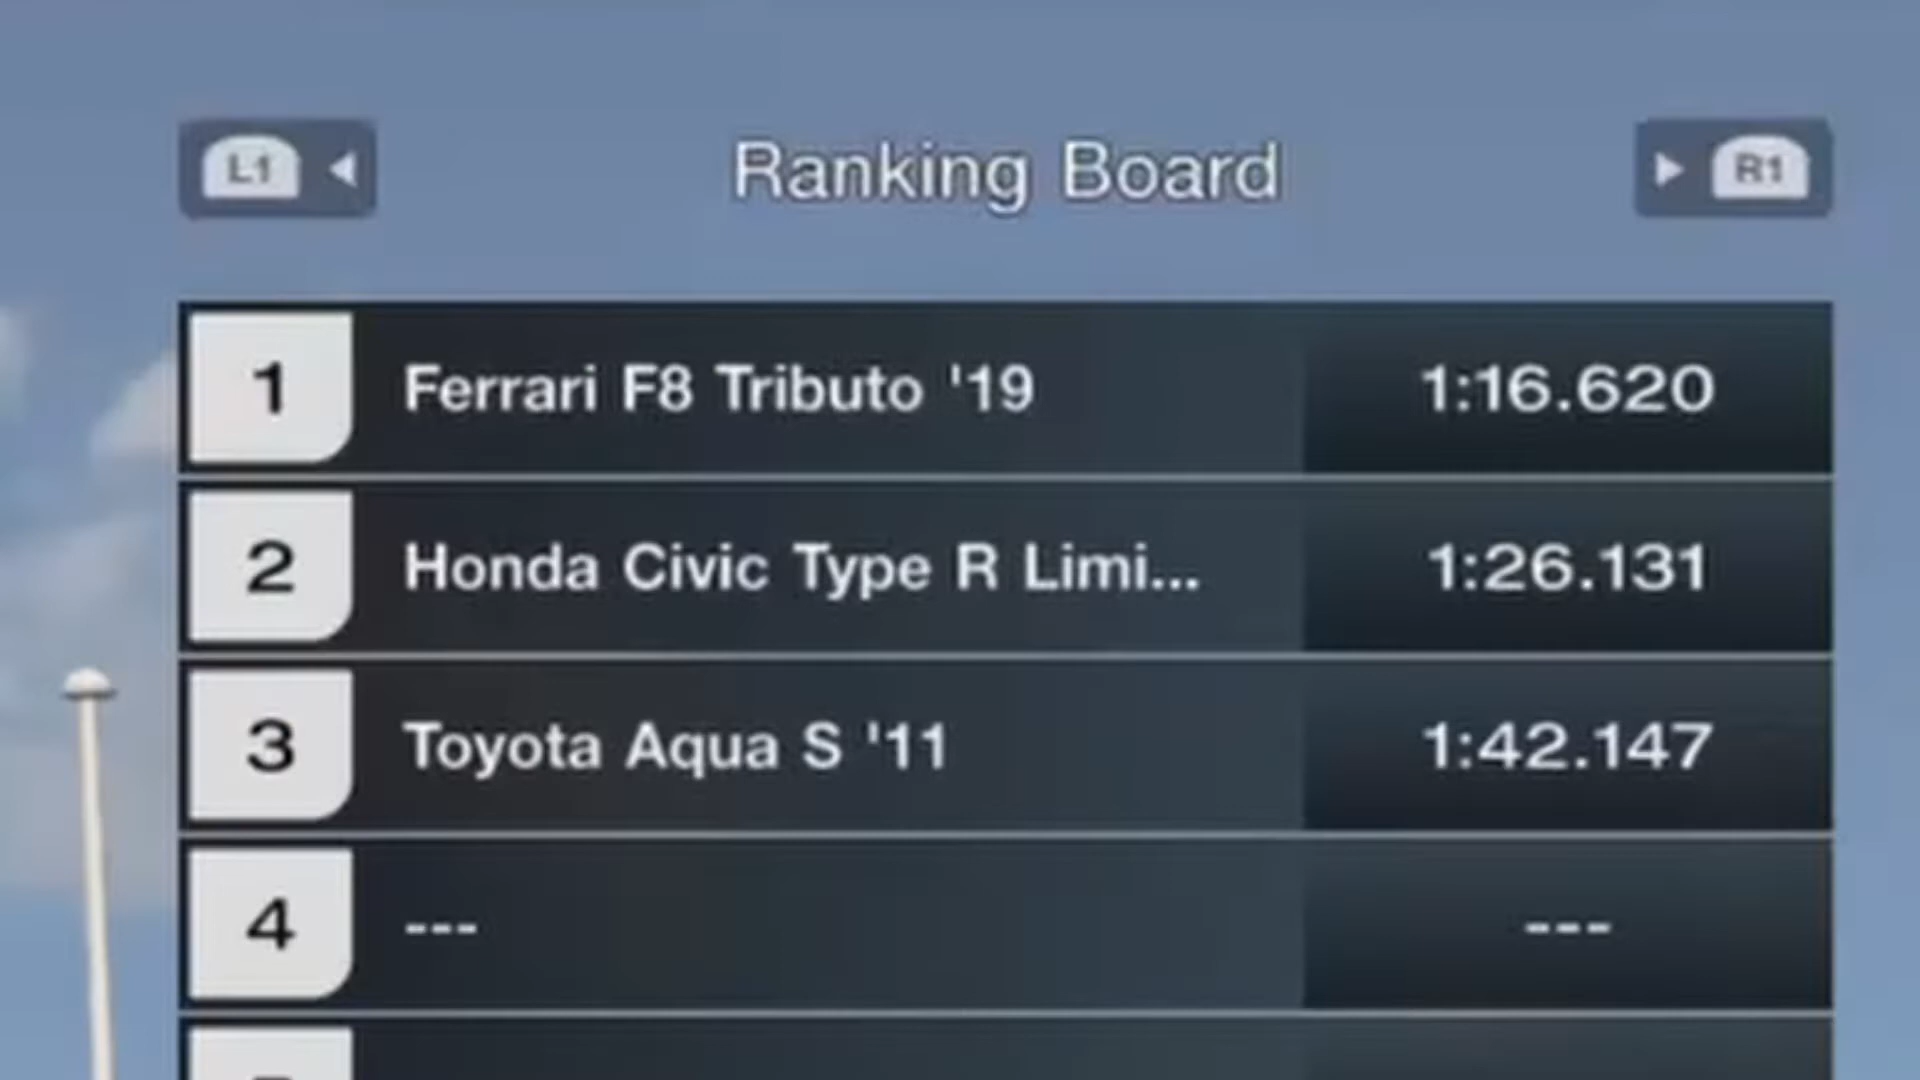 L1
Ranking Board
R1
1 Ferrari F8 Tributo '19 1:16.620
2 Honda Civic Type R Limi... 1:26.131
3 Toyota Aqua S '11 1:42.147
4 --- ---